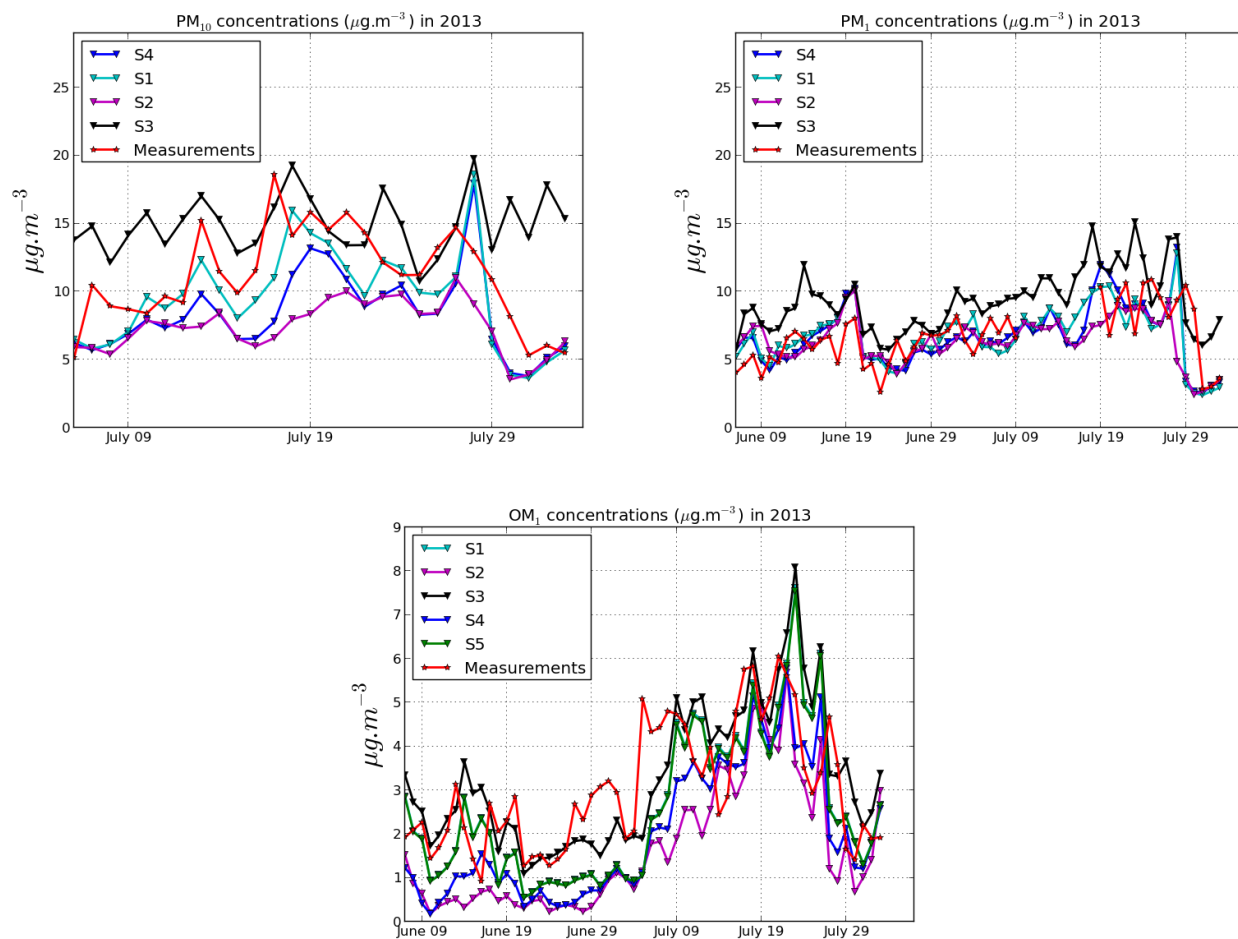 PM₁₀ concentrations (μg.m⁻³) in 2013
μg.m⁻³
25
20
15
10
5
0
S4
S1
S2
S3
Measurements
July 09 July 19 July 29
PM₁ concentrations (μg.m⁻³) in 2013
μg.m⁻³
25
20
15
10
5
0
S4
S1
S2
S3
Measurements
June 09 June 19 June 29 July 09 July 19 July 29
OM₁ concentrations (μg.m⁻³) in 2013
μg.m⁻³
9
8
7
6
5
4
3
2
1
0
S1
S2
S3
S4
S5
Measurements
June 09 June 19 June 29 July 09 July 19 July 29